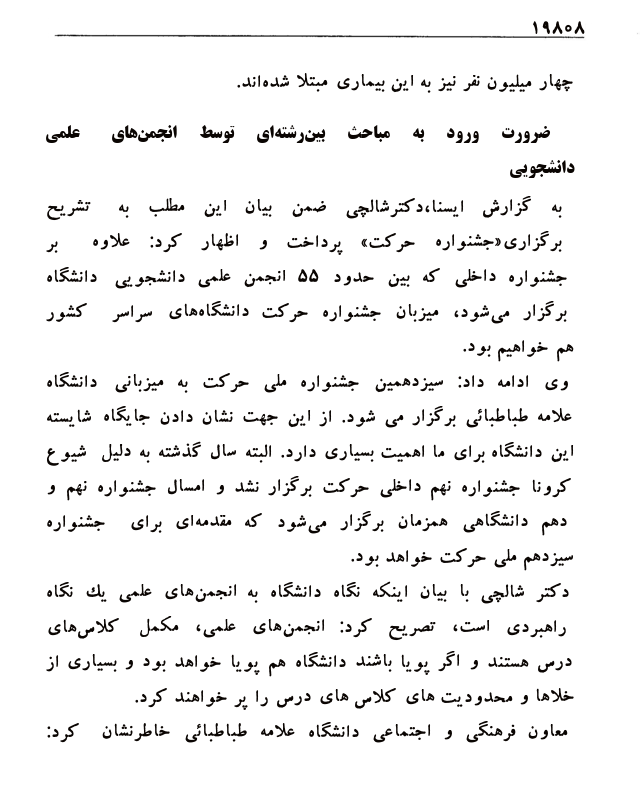 ۱۹۸۰۸
چهار میلیون نفر نیز به این بیماری مبتلا شده‌اند.
ضرورت ورود به مباحث بین‌رشته‌ای توسط انجمن‌های علمی
دانشجویی
به گزارش ایسنا،دکترشالچی ضمن بیان این مطلب به تشریح
برگزاری«جشنواره حرکت» پرداخت و اظهار کرد: علاوه بر
جشنواره داخلی که بین حدود ۵۵ انجمن علمی دانشجویی دانشگاه
برگزار می‌شود، میزبان جشنواره حرکت دانشگاه‌های سراسر کشور
هم خواهیم بود.
وی ادامه داد: سیزدهمین جشنواره ملی حرکت به میزبانی دانشگاه
علامه طباطبائی برگزار می شود. از این جهت نشان دادن جایگاه شایسته
این دانشگاه برای ما اهمیت بسیاری دارد. البته سال گذشته به دلیل شیوع
کرونا جشنواره نهم داخلی حرکت برگزار نشد و امسال جشنواره نهم و
دهم دانشگاهی همزمان برگزار می‌شود که مقدمه‌ای برای جشنواره
سیزدهم ملی حرکت خواهد بود.
دکتر شالچی با بیان اینکه نگاه دانشگاه به انجمن‌های علمی یك نگاه
راهبردی است، تصریح کرد: انجمن‌های علمی، مکمل کلاس‌های
درس هستند و اگر پویا باشند دانشگاه هم پویا خواهد بود و بسیاری از
خلاها و محدودیت های کلاس های درس را پر خواهند کرد.
معاون فرهنگی و اجتماعی دانشگاه علامه طباطبائی خاطرنشان کرد: